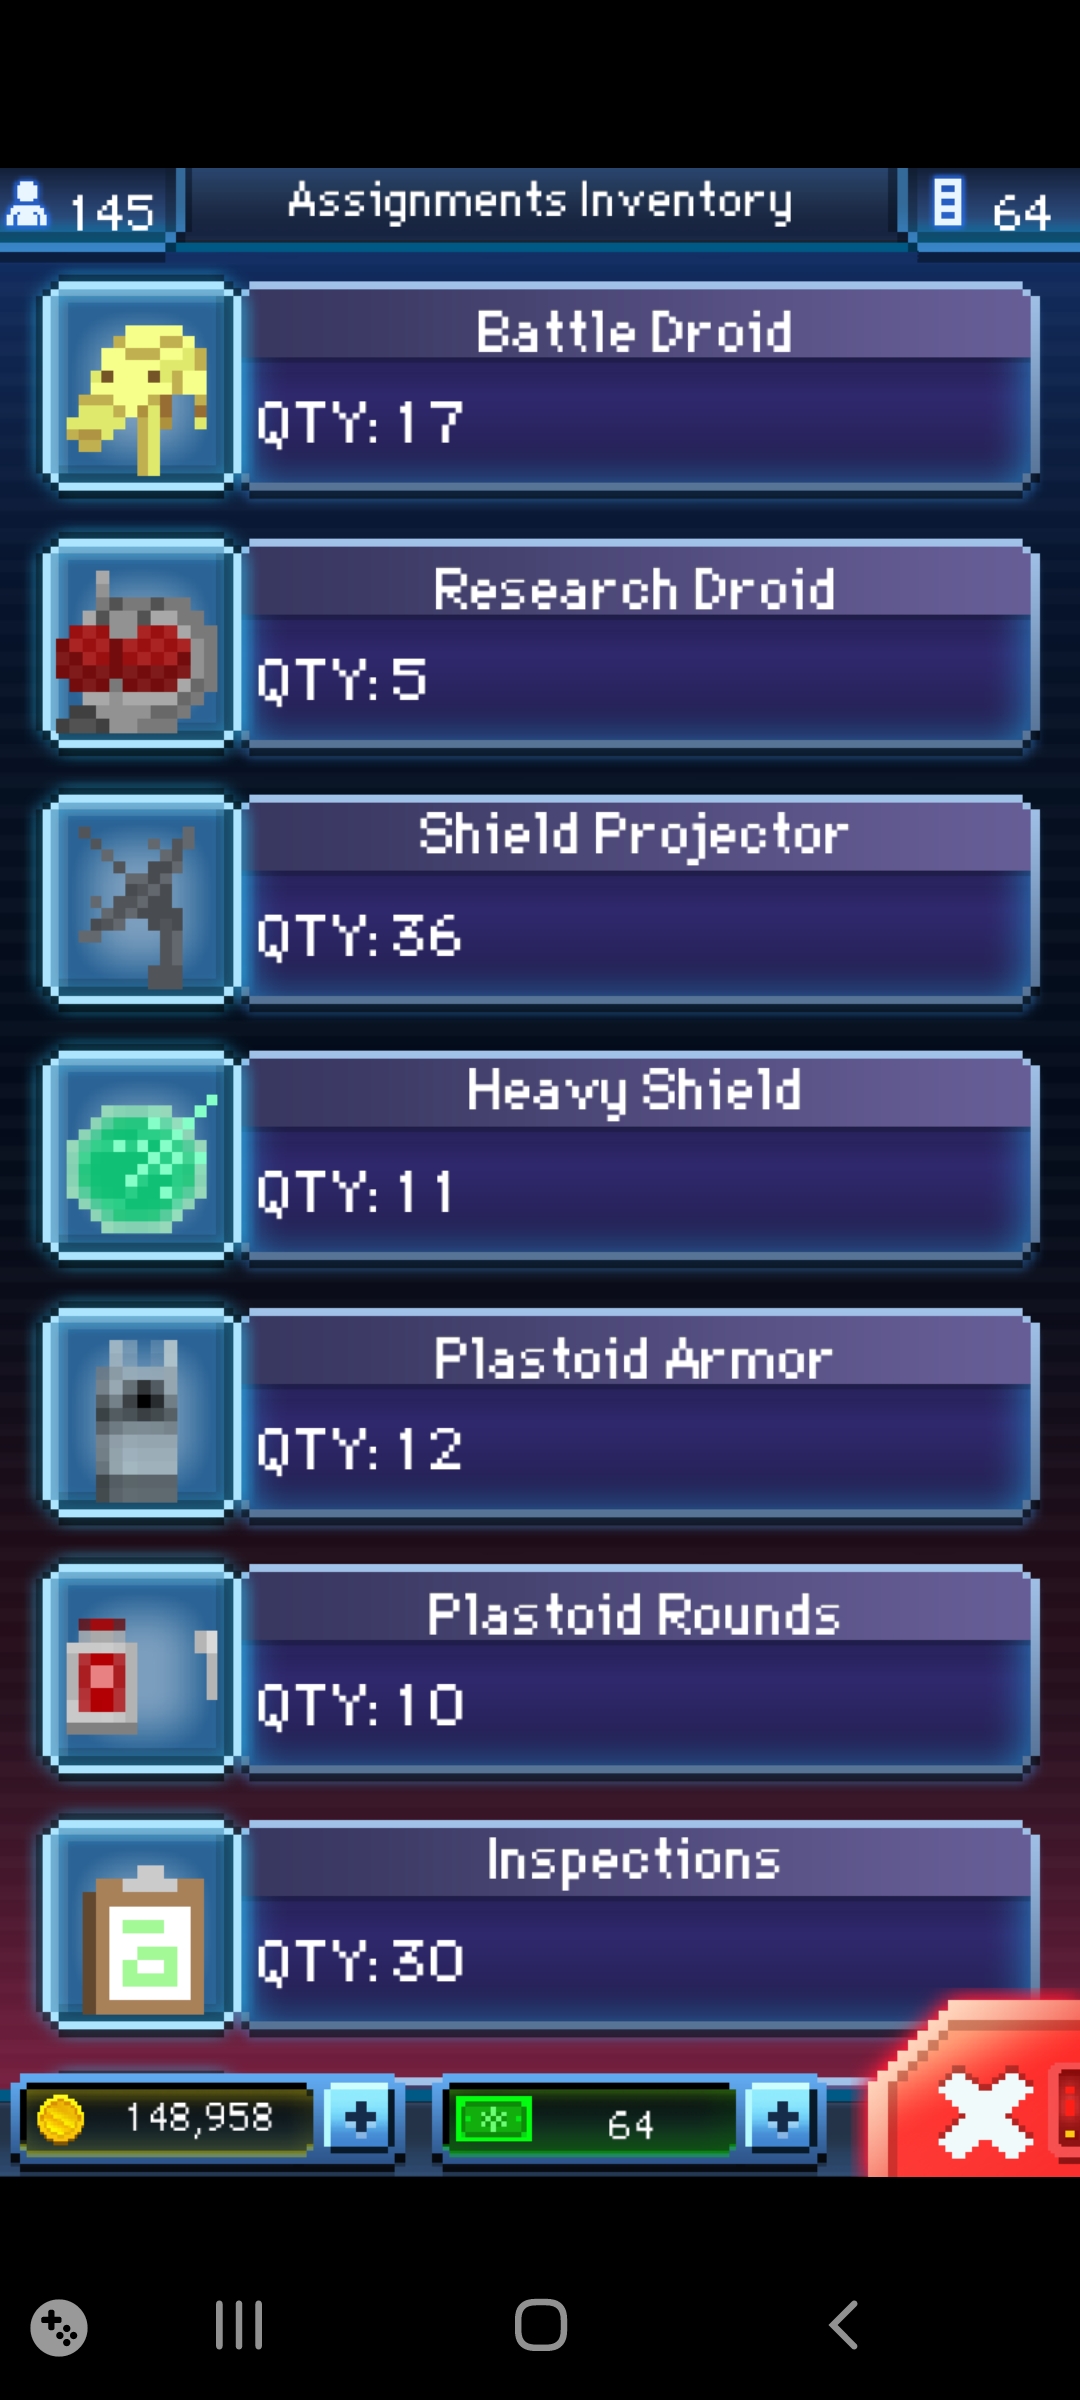 145
Assignments Inventory
64
Battle Droid
QTY: 17
Research Droid
QTY: 5
Shield Projector
QTY: 36
Heavy Shield
QTY: 11
Plastoid Armor
QTY: 12
Plastoid Rounds
QTY: 10
Inspections
QTY: 30
148,958
64